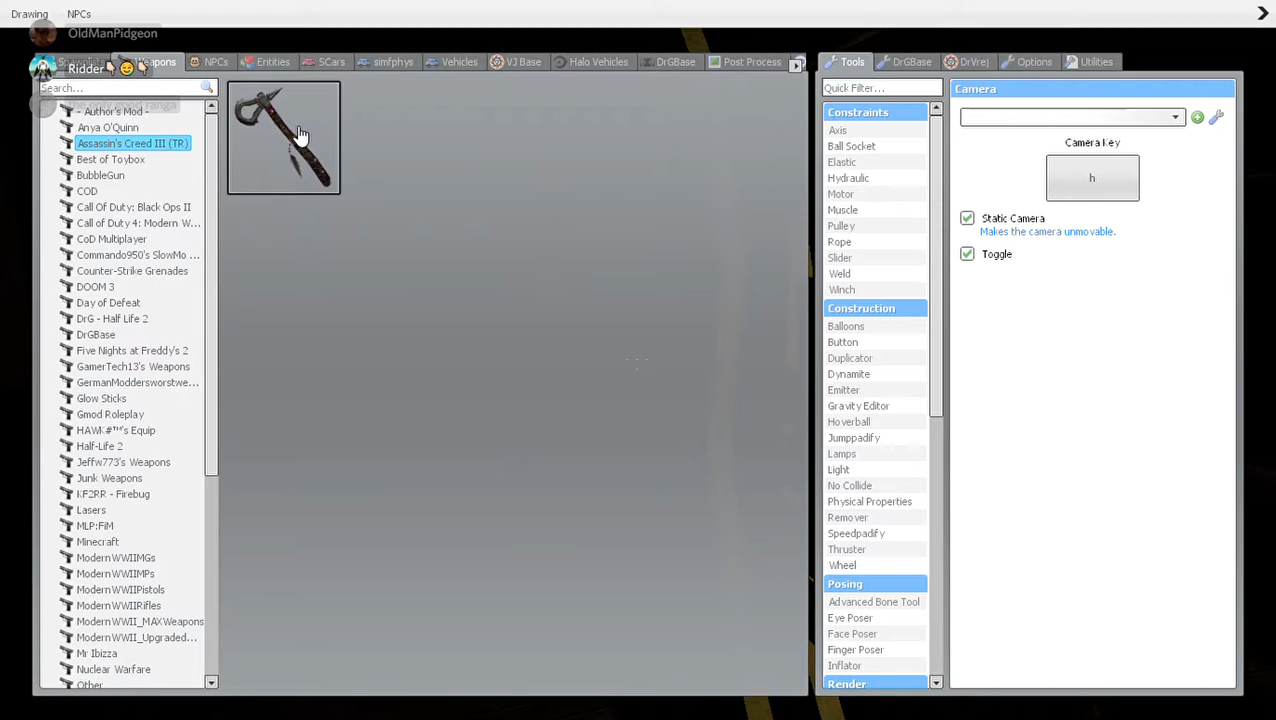 Drawing NPCs
OldManPidgeon
Ridder
Weapons NPCs Entities SCars simfphys Vehicles VJ Base Halo Vehicles DrGBase Post Process
Search...
- Author's Mod -
Anya O'Quinn
Assassin's Creed III (TR)
Best of Toybox
BubbleGun
COD
Call Of Duty: Black Ops II
Call of Duty 4: Modern W...
CoD Multiplayer
Commando950's SlowMo ...
Counter-Strike Grenades
DOOM 3
Day of Defeat
DrG - Half Life 2
DrGBase
Five Nights at Freddy's 2
GamerTech13's Weapons
GermanModdersworstwe...
Glow Sticks
Gmod Roleplay
HAWK#™'s Equip
Half-Life 2
Jeffw773's Weapons
Junk Weapons
KF2RR - Firebug
Lasers
MLP:FiM
Minecraft
ModernWWIIMGs
ModernWWIIMPs
ModernWWIIPistols
ModernWWIIRifles
ModernWWII_MAXWeapons
ModernWWII_Upgraded...
Mr Ibizza
Nuclear Warfare
Other
Tools DrGBase DrVre) Options Utilities
Quick Filter...
Constraints
Axis
Ball Socket
Elastic
Hydraulic
Motor
Muscle
Pulley
Rope
Slider
Weld
Winch
Construction
Balloons
Button
Duplicator
Dynamite
Emitter
Gravity Editor
Hoverball
Jumppadify
Lamps
Light
No Collide
Physical Properties
Remover
Speedpadify
Thruster
Wheel
Posing
Advanced Bone Tool
Eye Poser
Face Poser
Finger Poser
Inflator
Render
Camera
Camera Key
h
Static Camera
Makes the camera unmovable.
Toggle